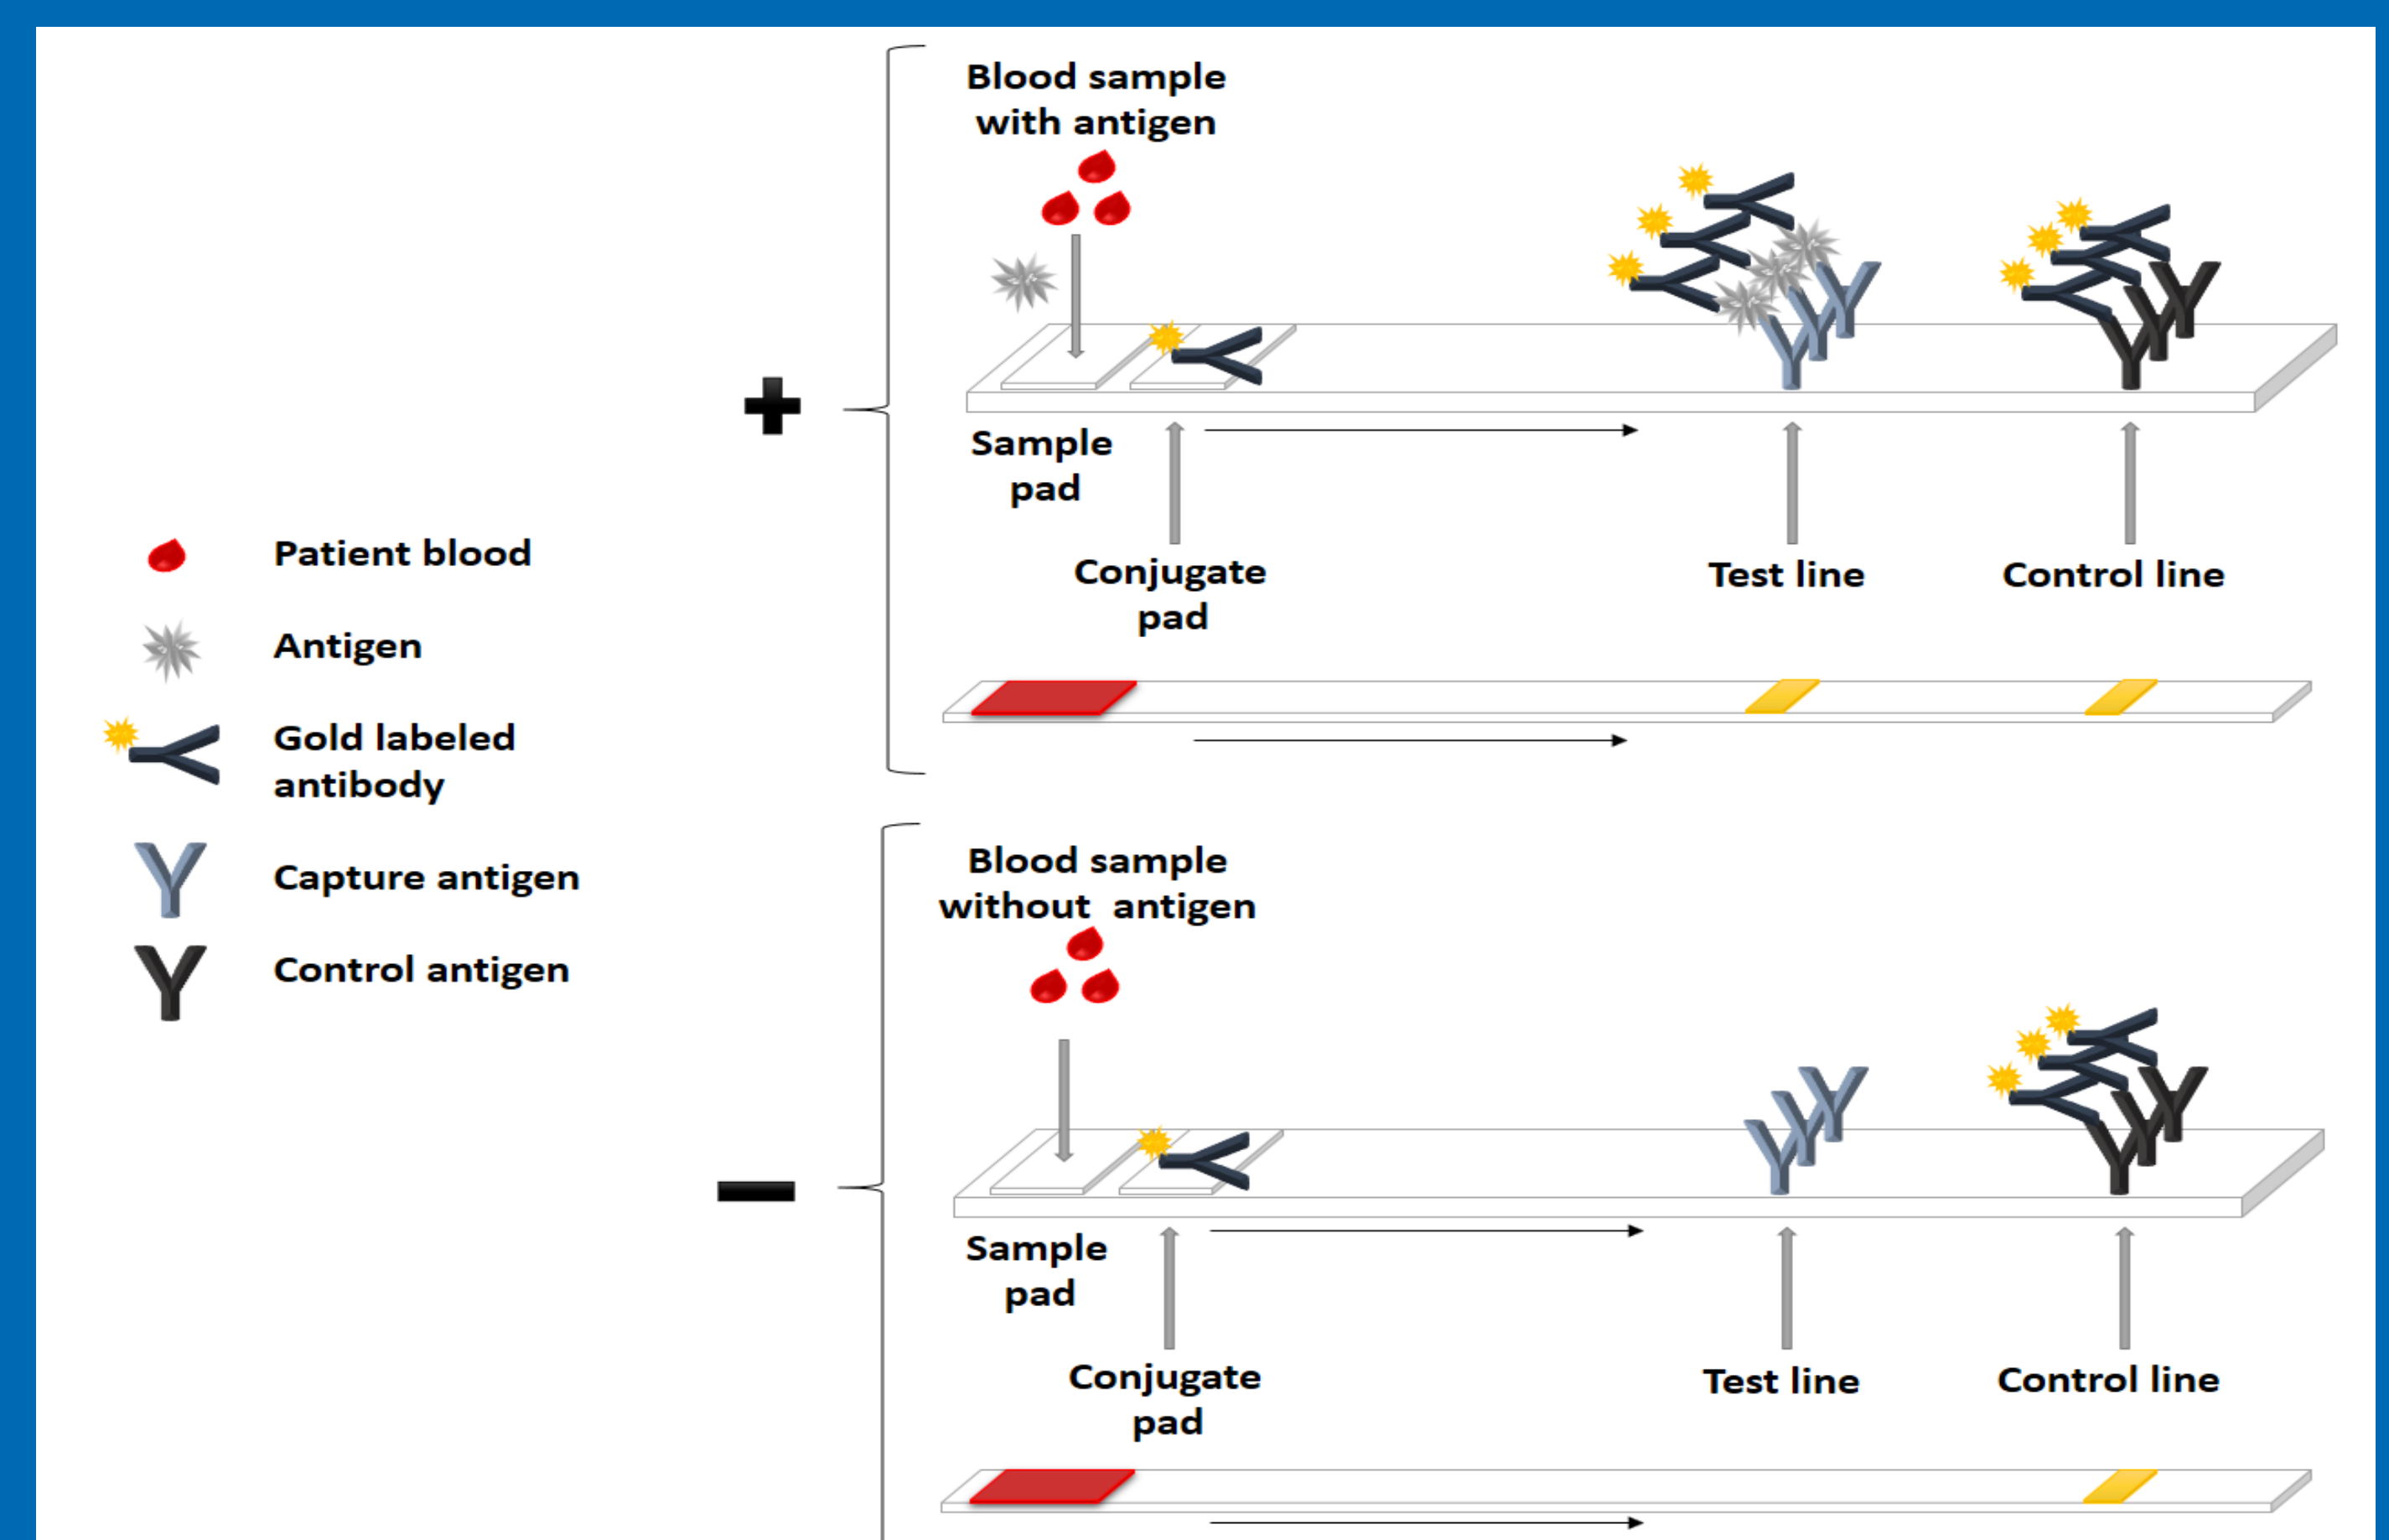 Blood sample
with antigen
Sample
pad
Conjugate
pad
Test line
Control line
Patient blood
Antigen
Gold labeled
antibody
Capture antigen
Control antigen
Blood sample
without antigen
Sample
pad
Conjugate
pad
Test line
Control line